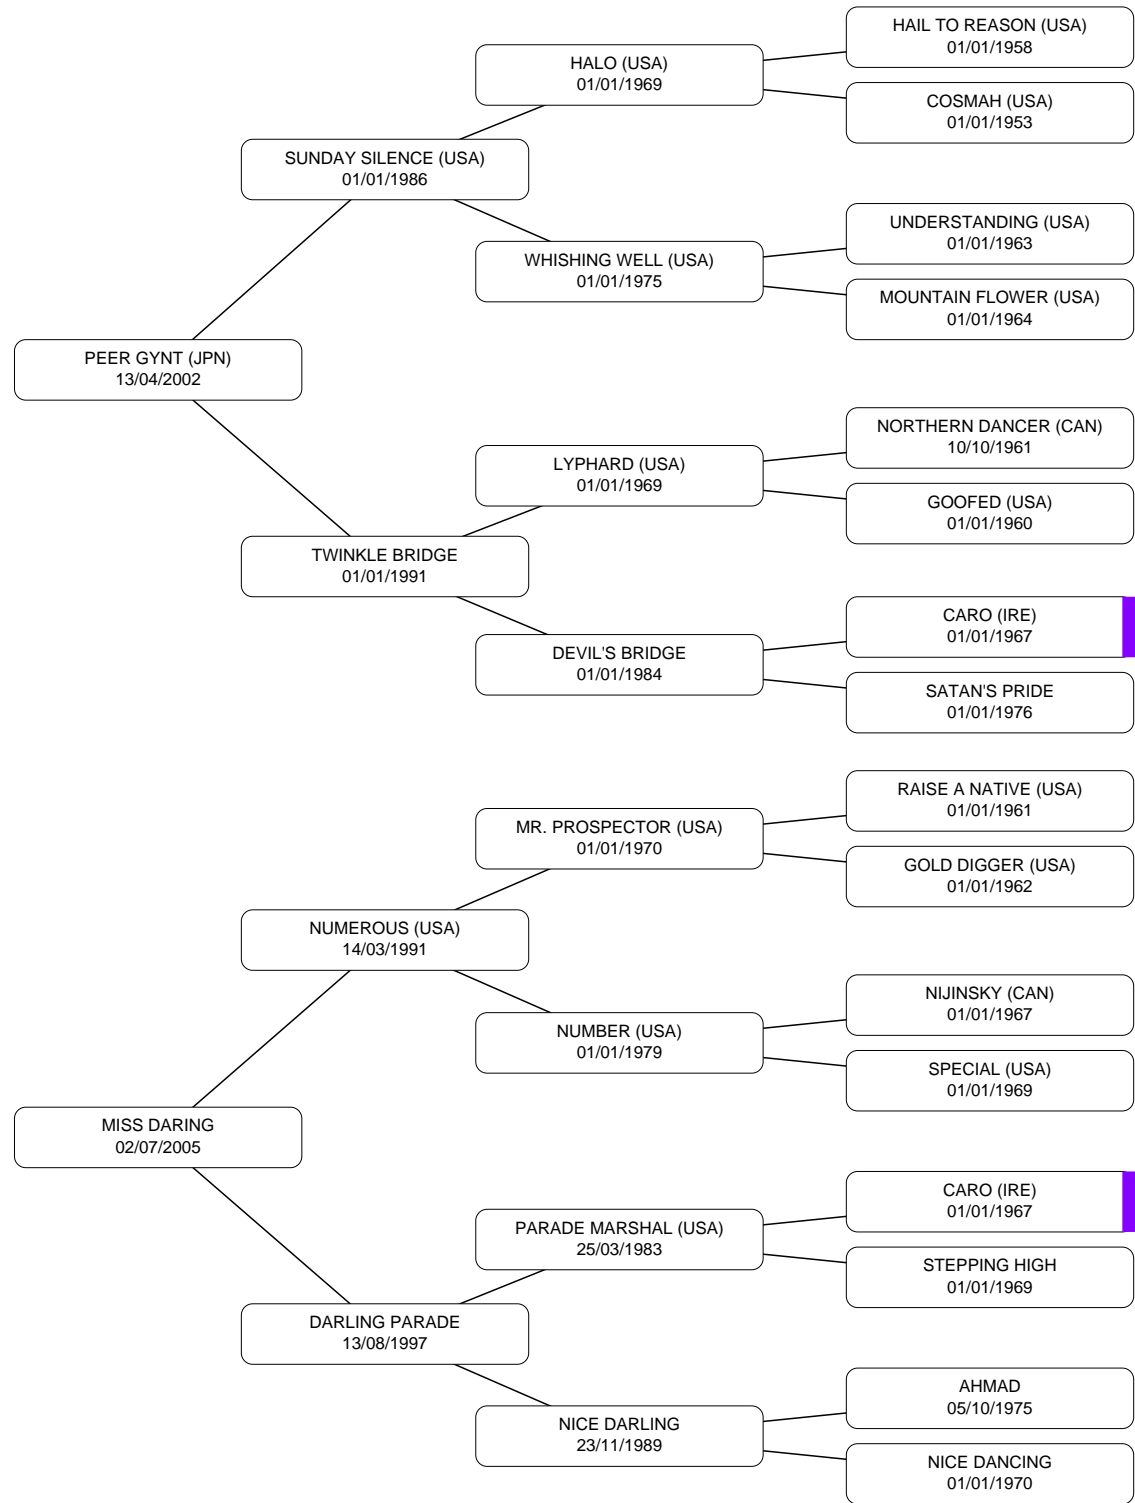 HAIL TO REASON (USA)
01/01/1958
HALO (USA)
01/01/1969
COSMAH (USA)
01/01/1953
SUNDAY SILENCE (USA)
01/01/1986
UNDERSTANDING (USA)
01/01/1963
WHISHING WELL (USA)
01/01/1975
MOUNTAIN FLOWER (USA)
01/01/1964
PEER GYNT (JPN)
13/04/2002
NORTHERN DANCER (CAN)
10/10/1961
LYPHARD (USA)
01/01/1969
GOOFED (USA)
01/01/1960
TWINKLE BRIDGE
01/01/1991
CARO (IRE)
01/01/1967
DEVIL'S BRIDGE
01/01/1984
SATAN'S PRIDE
01/01/1976
RAISE A NATIVE (USA)
01/01/1961
MR. PROSPECTOR (USA)
01/01/1970
GOLD DIGGER (USA)
01/01/1962
NUMEROUS (USA)
14/03/1991
NIJINSKY (CAN)
01/01/1967
NUMBER (USA)
01/01/1979
SPECIAL (USA)
01/01/1969
MISS DARING
02/07/2005
CARO (IRE)
01/01/1967
PARADE MARSHAL (USA)
25/03/1983
STEPPING HIGH
01/01/1969
DARLING PARADE
13/08/1997
AHMAD
05/10/1975
NICE DARLING
23/11/1989
NICE DANCING
01/01/1970